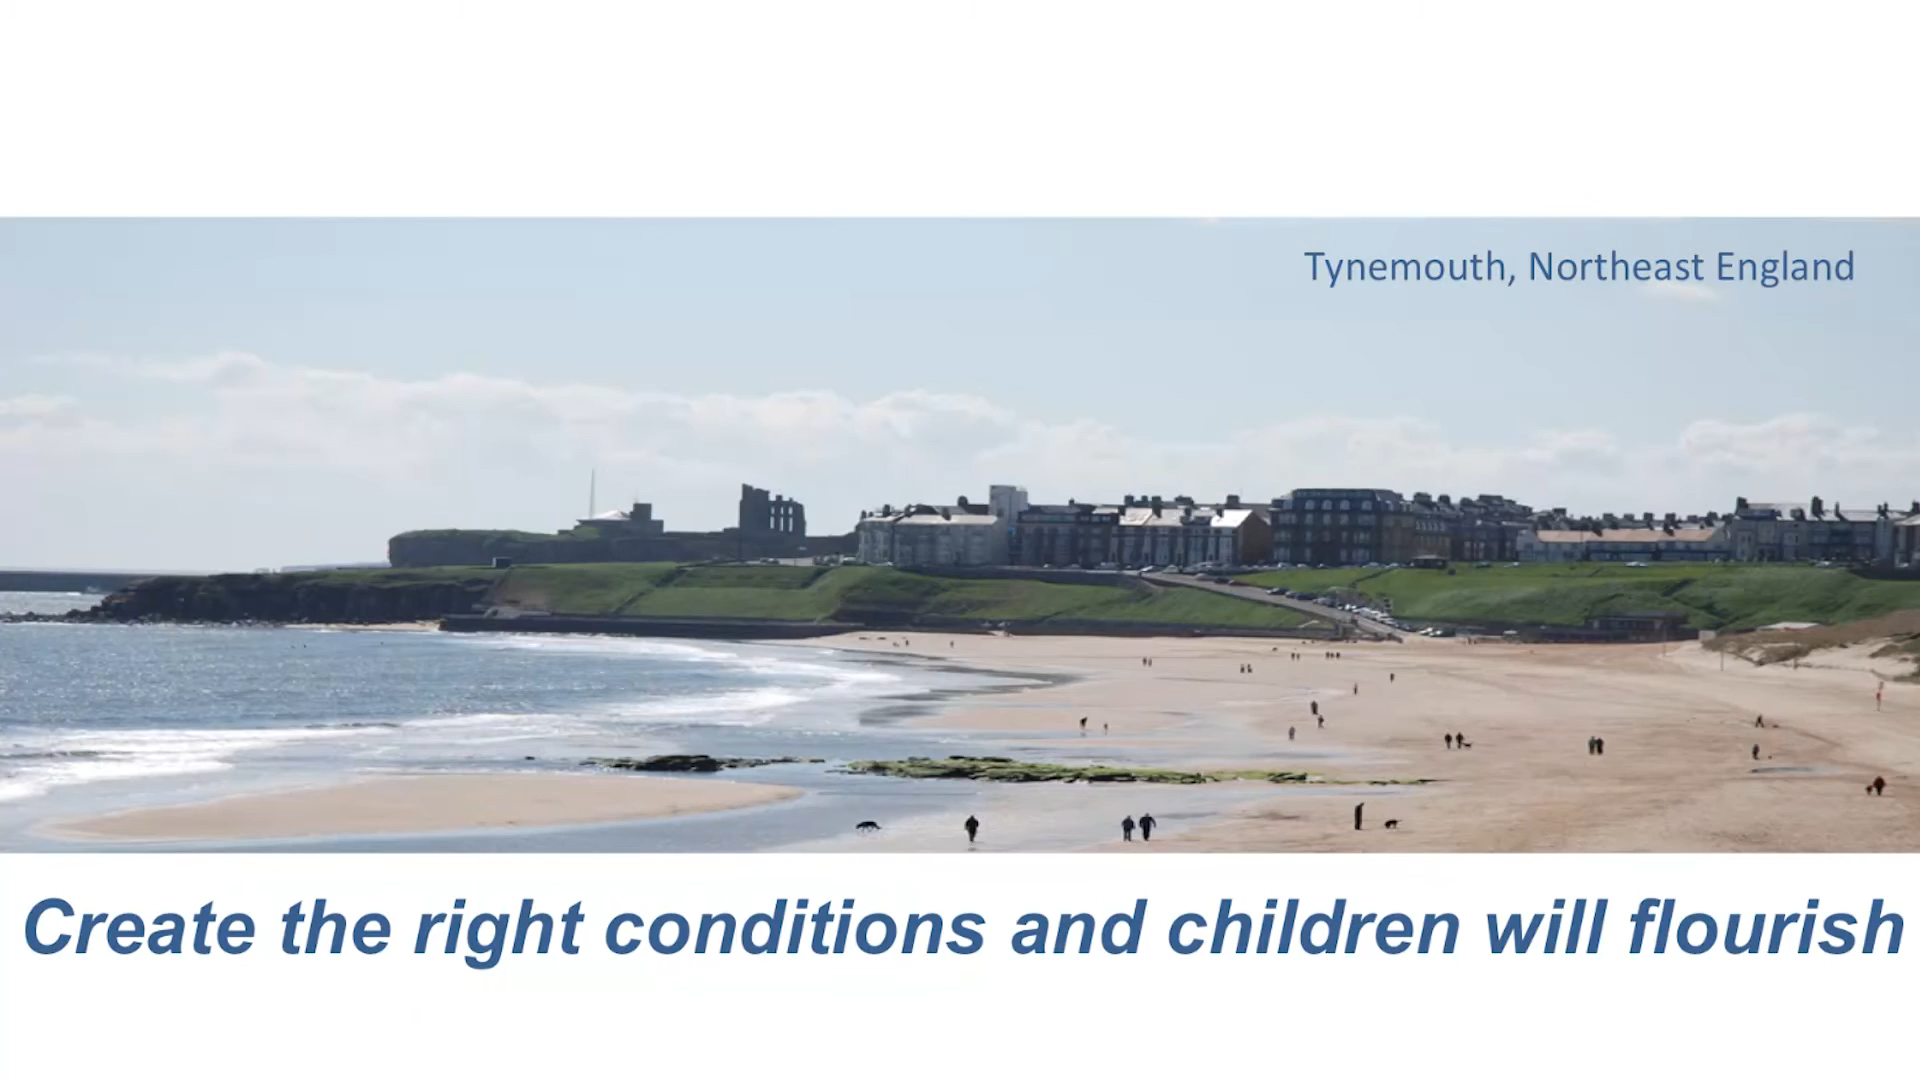 Tynemouth, Northeast England
Create the right conditions and children will flourish